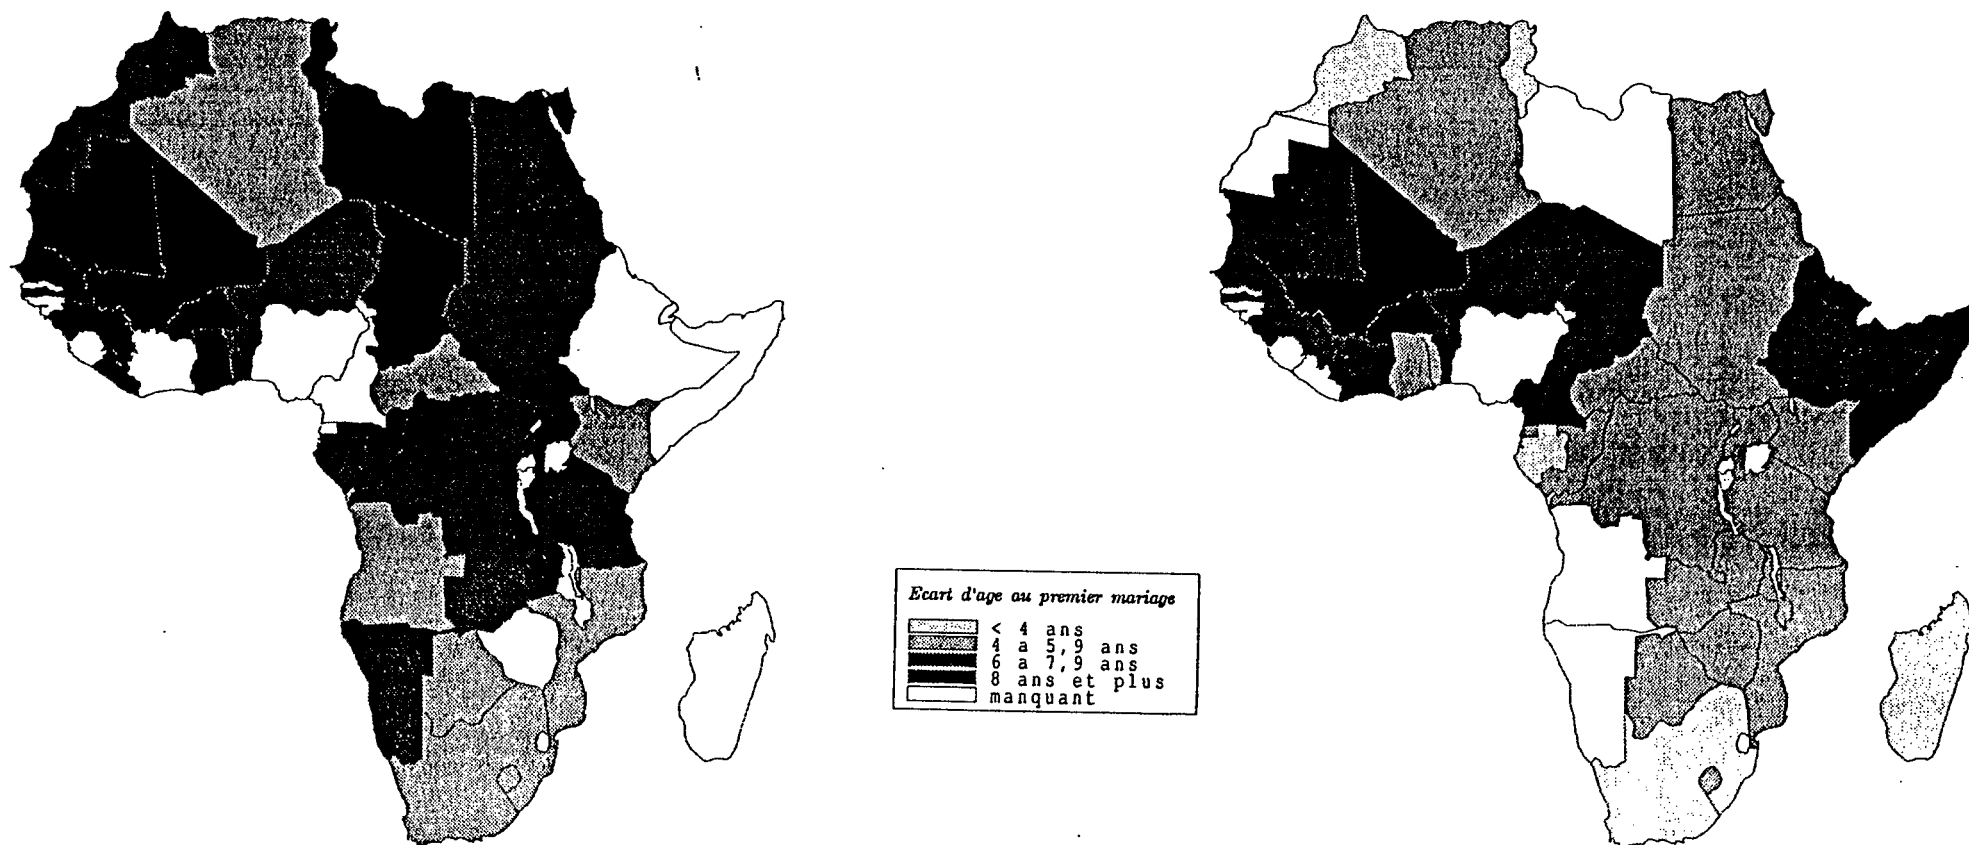 Ecart d'age au premier mariage
< 4 ans
4 a 5,9 ans
6 a 7,9 ans
8 ans et plus
manquant